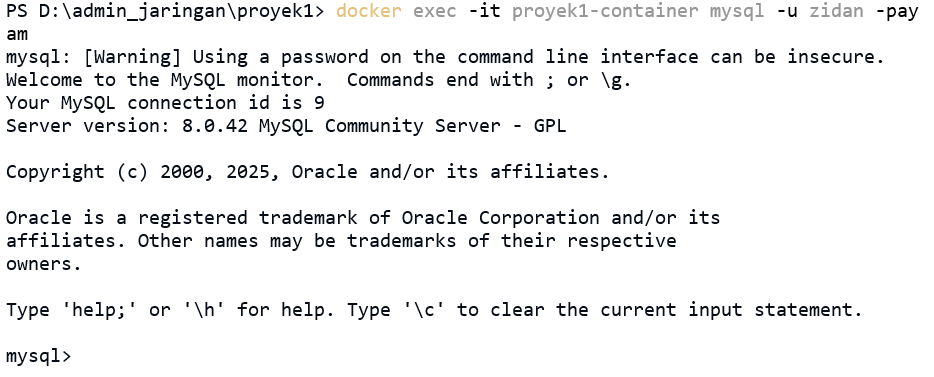 PS D:\admin_jaringan\proyek1> docker exec -it proyek1-container mysql -u zidan -pay
am
mysql: [Warning] Using a password on the command line interface can be insecure.
Welcome to the MySQL monitor.  Commands end with ; or \g.
Your MySQL connection id is 9
Server version: 8.0.42 MySQL Community Server - GPL

Copyright (c) 2000, 2025, Oracle and/or its affiliates.

Oracle is a registered trademark of Oracle Corporation and/or its
affiliates. Other names may be trademarks of their respective
owners.

Type 'help;' or '\h' for help. Type '\c' to clear the current input statement.

mysql>